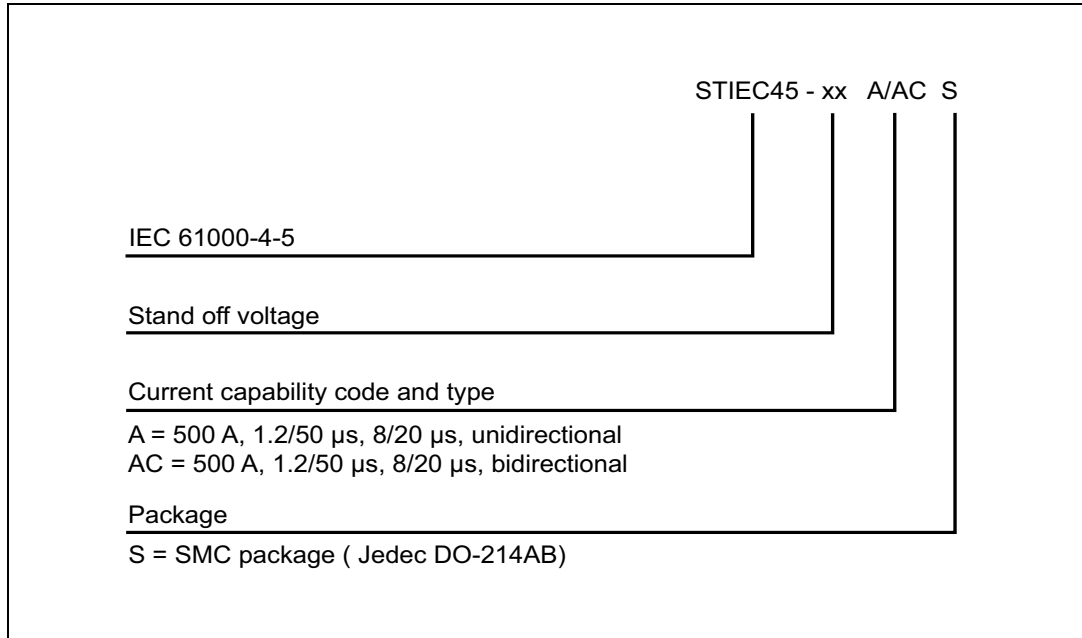 STIEC45 - xx A/AC S
IEC 61000-4-5
Stand off voltage
Current capability code and type
A = 500 A, 1.2/50 µs, 8/20 µs, unidirectional
AC = 500 A, 1.2/50 µs, 8/20 µs, bidirectional
Package
S = SMC package ( Jedec DO-214AB)